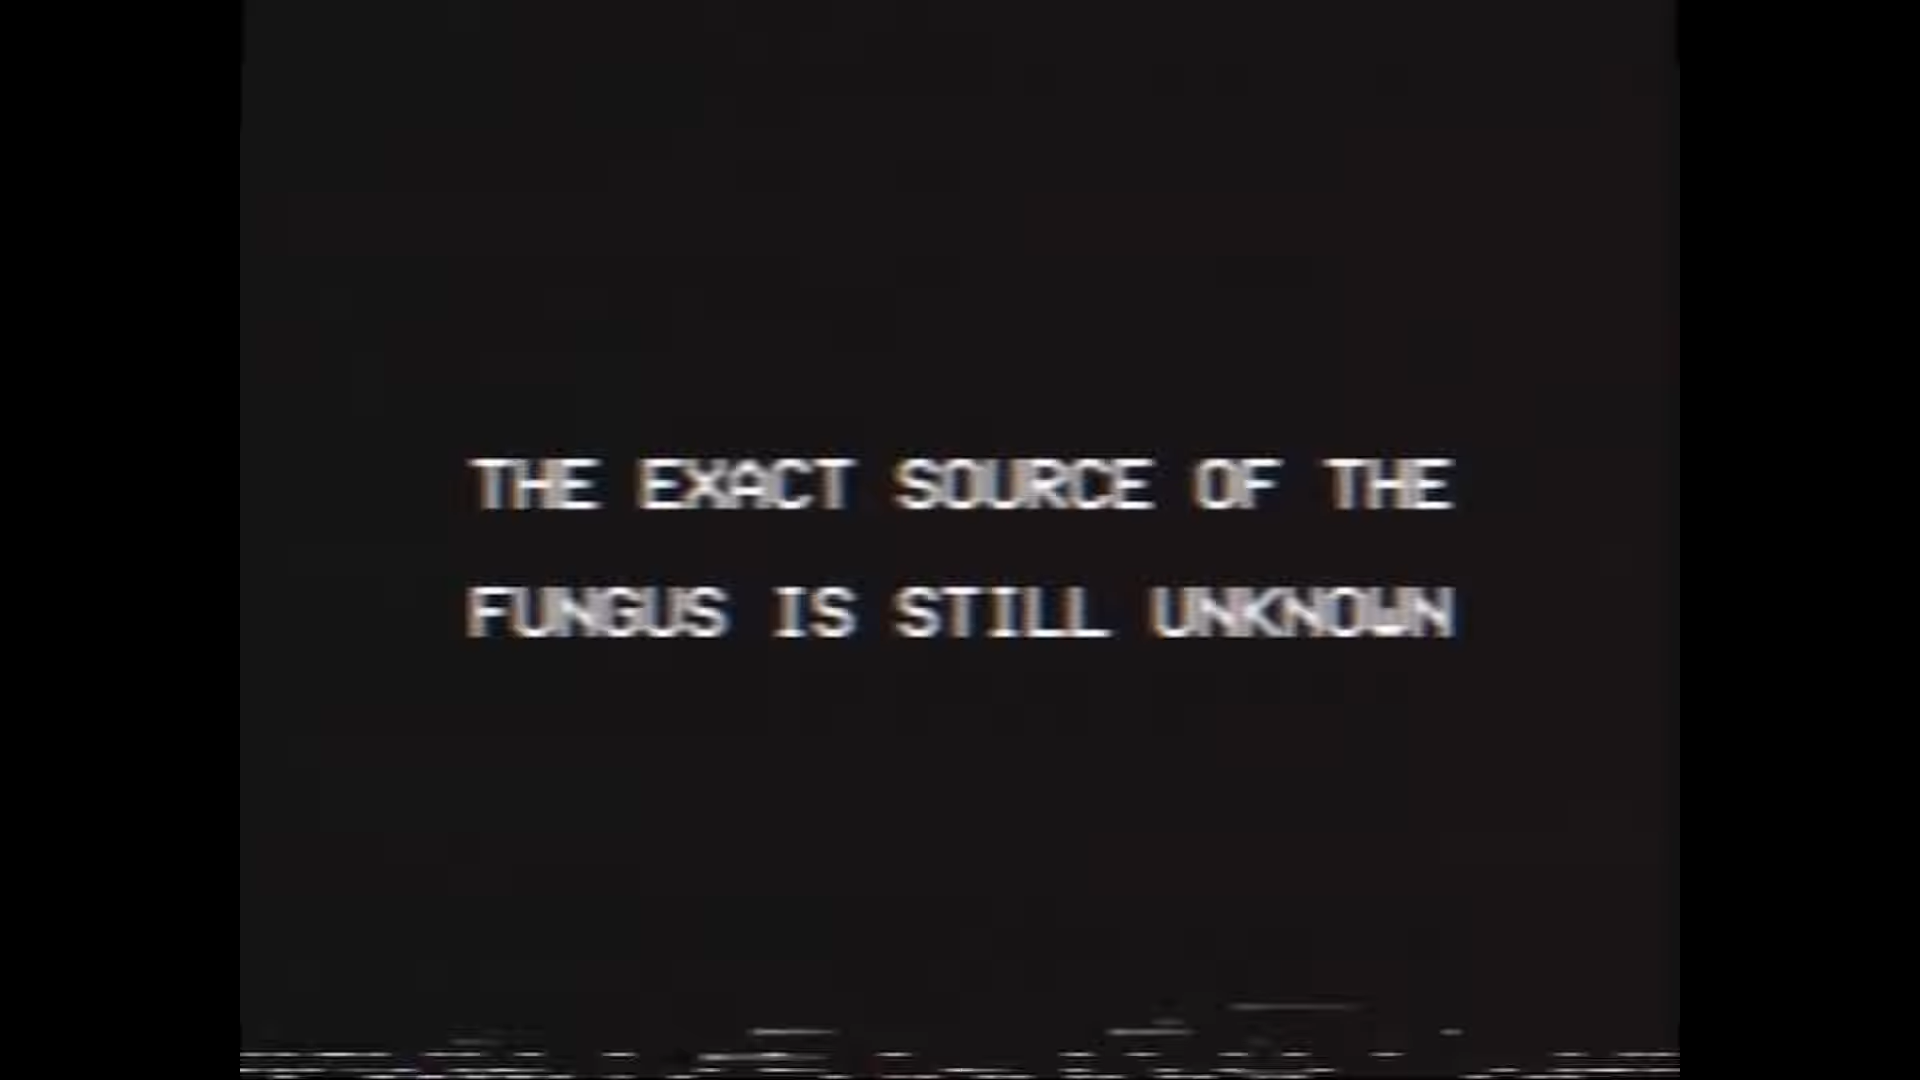 THE EXACT SOURCE OF THE
FUNGUS IS STILL UNKNOWN